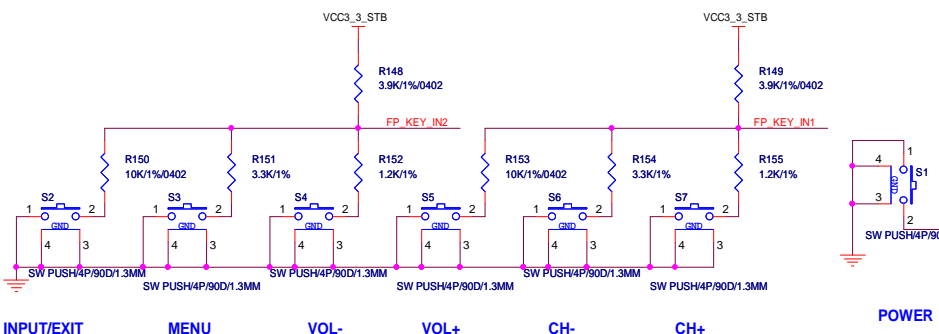 VCC3_3_STB
VCC3_3_STB
R148
3.9K/1%/0402
R149
3.9K/1%/0402
FP_KEY_IN2
FP_KEY_IN1
R150
10K/1%/0402
R151
3.3K/1%
R152
1.2K/1%
R153
10K/1%/0402
R154
3.3K/1%
R155
1.2K/1%
1
4
GND
S1
3
2
SW PUSH/4P/90
S2
S3
S4
S5
S6
S7
1 2
1 2
1 2
1 2
1 2
1 2
GND
GND
GND
GND
GND
GND
4 3
4 3
4 3
4 3
4 3
4 3
SW PUSH/4P/90D/1.3MM
SW PUSH/4P/90D/1.3MM
SW PUSH/4P/90D/1.3MM
SW PUSH/4P/90D/1.3MM
SW PUSH/4P/90D/1.3MM
SW PUSH/4P/90D/1.3MM
INPUT/EXIT
MENU
VOL-
VOL+
CH-
CH+
POWER